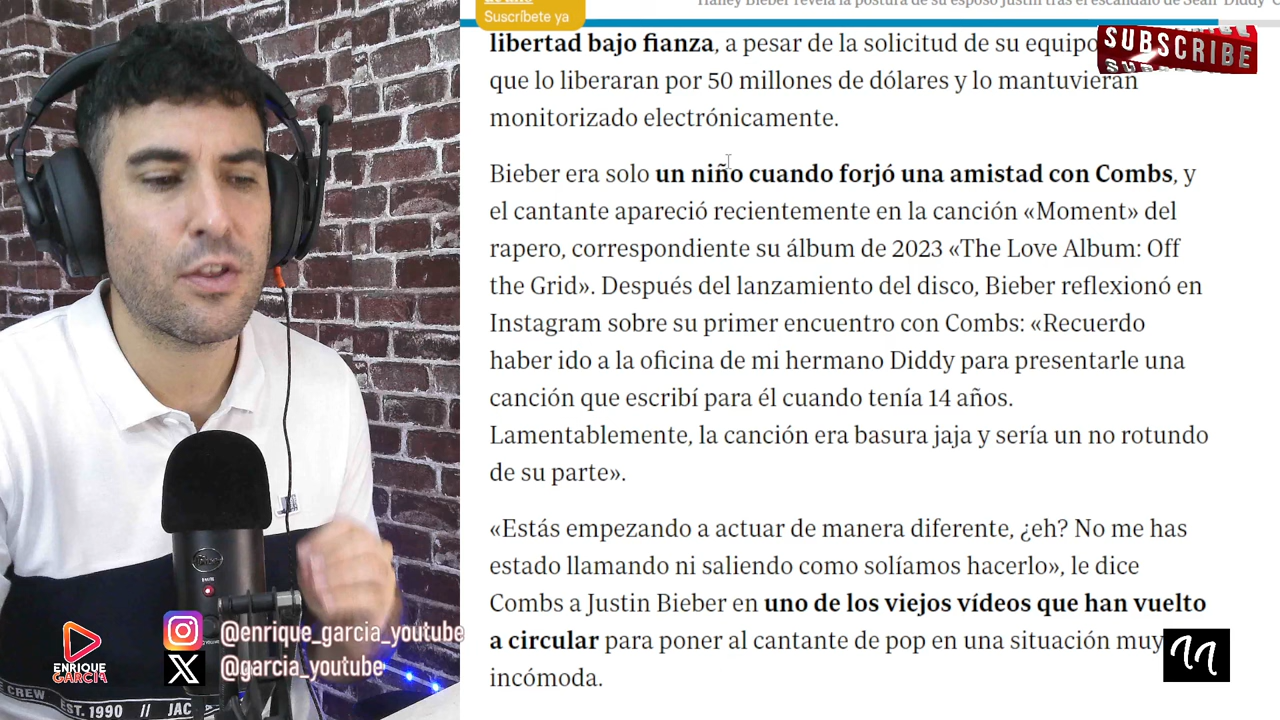 de año
Suscríbete ya
Hailey Bieber revela la postura de su esposo Justin tras el escándalo de Sean 'Diddy' C
SUBSCRIBE
libertad bajo fianza, a pesar de la solicitud de su equipo
que lo liberaran por 50 millones de dólares y lo mantuvieran
monitorizado electrónicamente.
Bieber era solo un niño cuando forjó una amistad con Combs, y
el cantante apareció recientemente en la canción «Moment» del
rapero, correspondiente su álbum de 2023 «The Love Album: Off
the Grid». Después del lanzamiento del disco, Bieber reflexionó en
Instagram sobre su primer encuentro con Combs: «Recuerdo
haber ido a la oficina de mi hermano Diddy para presentarle una
canción que escribí para él cuando tenía 14 años.
Lamentablemente, la canción era basura jaja y sería un no rotundo
de su parte».
«Estás empezando a actuar de manera diferente, ¿eh? No me has
estado llamando ni saliendo como solíamos hacerlo», le dice
Combs a Justin Bieber en uno de los viejos vídeos que han vuelto
a circular para poner al cantante de pop en una situación muy
incómoda.
@enrique_garcia_youtube
@garcia_youtube
ENRIQUE
GARCIA
E CREW EST. 1990 // JAC